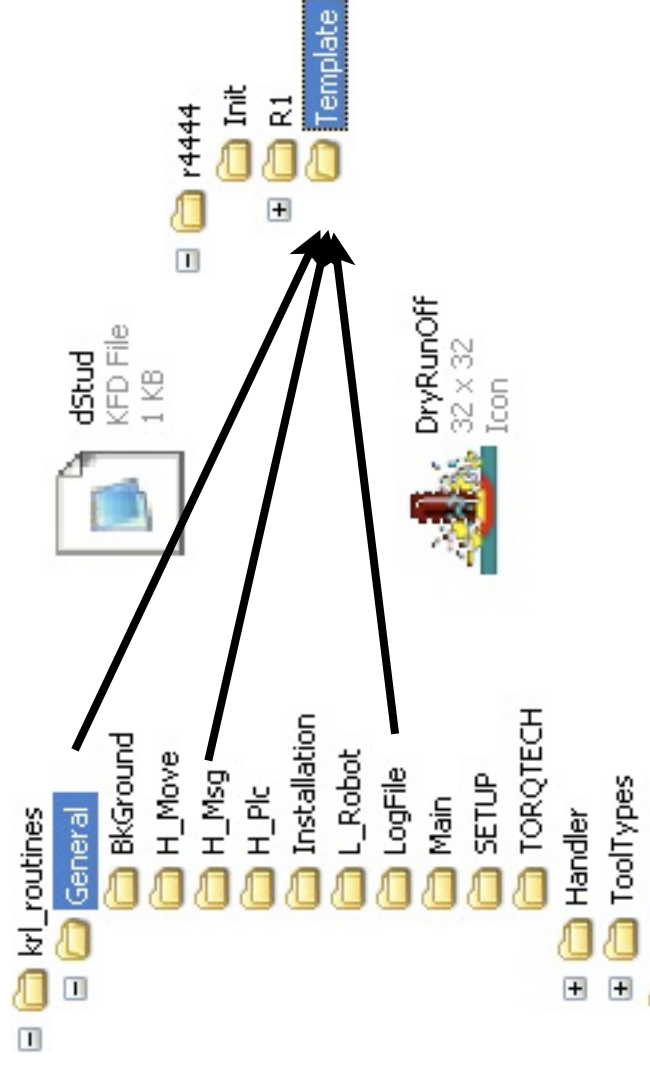 krl_routines
General
BkGround
H_Move
H_Msg
H_Plc
Installation
L_Robot
LogFile
Main
SETUP
TORQTECH
Handler
ToolTypes
dStud
KFD File
1 KB
DryRunOff
32 x 32
Icon
r4444
Init
R1
Template